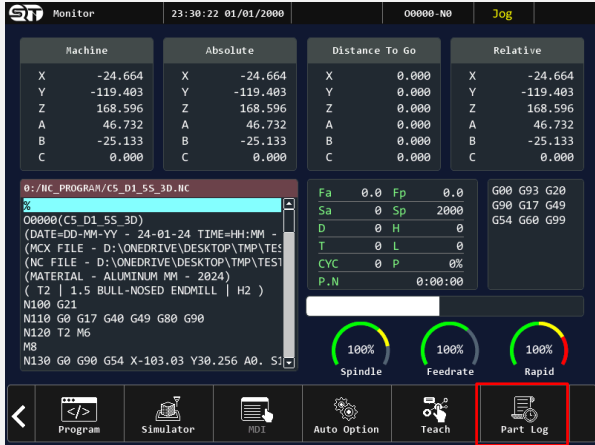 ST Monitor 23:30:22 01/01/2000 O0000-N0 Jog
Machine Absolute Distance To Go Relative
X -24.664 X -24.664 X 0.000 X -24.664
Y -119.403 Y -119.403 Y 0.000 Y -119.403
Z 168.596 Z 168.596 Z 0.000 Z 168.596
A 46.732 A 46.732 A 0.000 A 46.732
B -25.133 B -25.133 B 0.000 B -25.133
C 0.000 C 0.000 C 0.000 C 0.000
0:/NC_PROGRAM/C5_D1_5S_3D.NC
%
O0000(C5_D1_5S_3D)
(DATE=DD-MM-YY - 24-01-24 TIME=HH:MM -
(MCX FILE - D:\ONEDRIVE\DESKTOP\TMP\TES
(NC FILE - D:\ONEDRIVE\DESKTOP\TMP\TEST
(MATERIAL - ALUMINUM MM - 2024)
( T2 | 1.5 BULL-NOSED ENDMILL | H2 )
N100 G21
N110 G0 G17 G40 G49 G80 G90
N120 T2 M6
M8
N130 G0 G90 G54 X-103.03 Y30.256 A0. S1
Fa 0.0 Fp 0.0
Sa 0 Sp 2000
D 0 H 0
T 0 L 0
CYC 0 P 0%
P.N 0:00:00
G00 G93 G20
G90 G17 G49
G54 G60 G99
100% 100% 100%
Spindle Feedrate Rapid
Program Simulator MDI Auto Option Teach Part Log